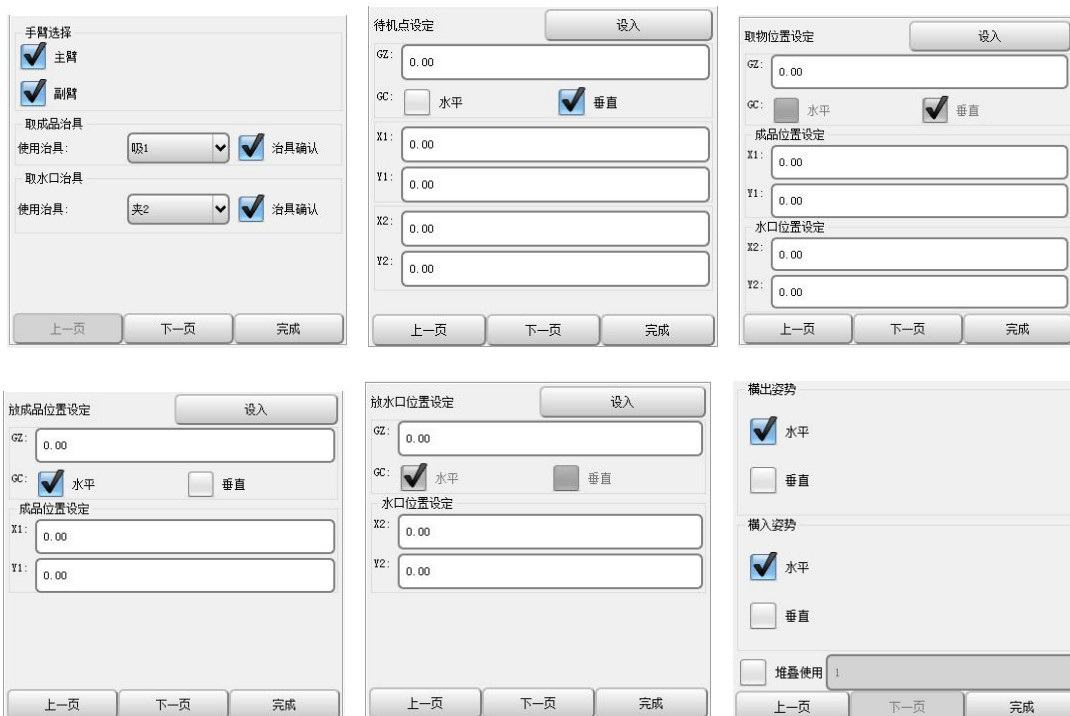 手臂选择
主臂
副臂
取成品治具
使用治具: 吸1 治具确认
取水口治具
使用治具: 夹2 治具确认
上一页 下一页 完成
待机点设定 设入
GZ: 0.00
GC: 水平 垂直
X1: 0.00
Y1: 0.00
X2: 0.00
Y2: 0.00
上一页 下一页 完成
取物位置设定 设入
GZ: 0.00
GC: 水平 垂直
成品位置设定
X1: 0.00
Y1: 0.00
水口位置设定
X2: 0.00
Y2: 0.00
上一页 下一页 完成
放成品位置设定 设入
GZ: 0.00
GC: 水平 垂直
成品位置设定
X1: 0.00
Y1: 0.00
上一页 下一页 完成
放水口位置设定 设入
GZ: 0.00
GC: 水平 垂直
水口位置设定
X2: 0.00
Y2: 0.00
上一页 下一页 完成
横出姿势
水平
垂直
横入姿势
水平
垂直
堆叠使用 1
上一页 下一页 完成